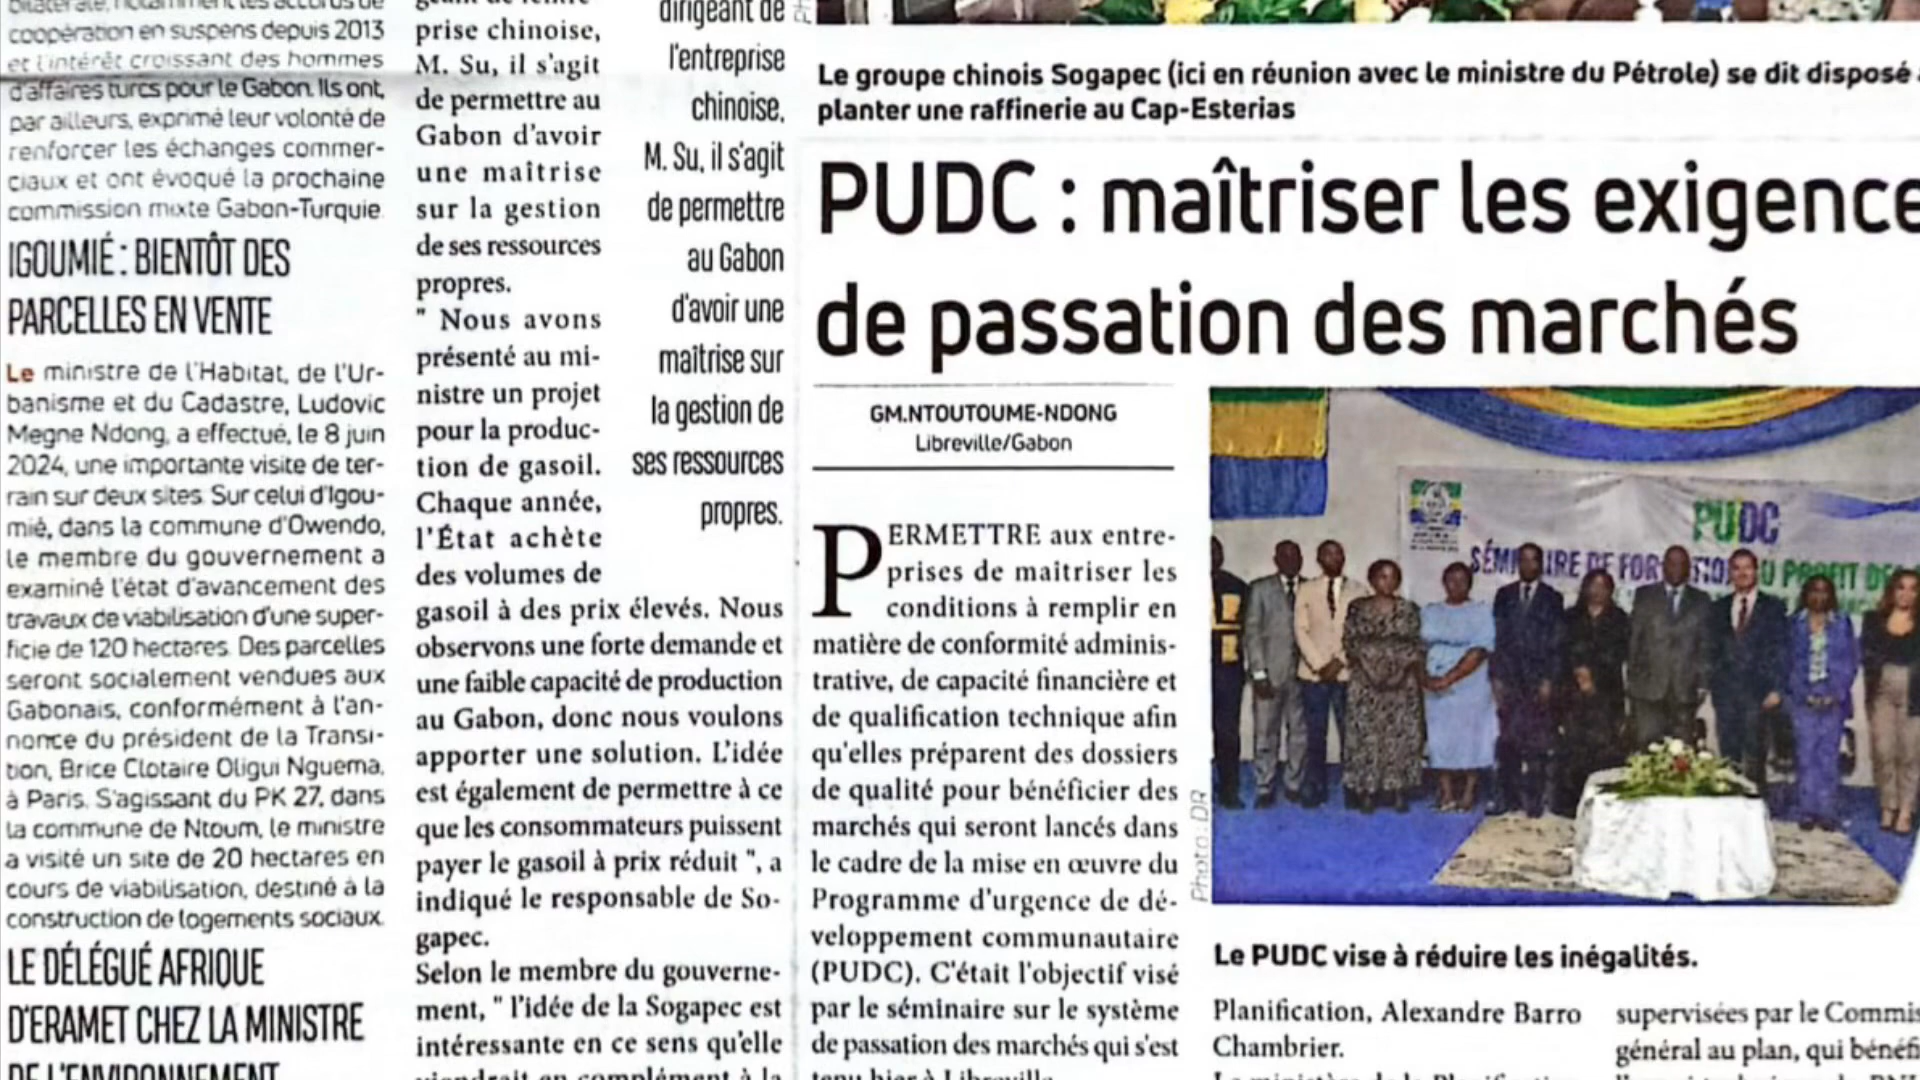 coopération en suspens depuis 2013
et l'intérêt croissant des hommes
d'affaires turcs pour le Gabon. Ils ont,
par ailleurs, exprimé leur volonté de
renforcer les échanges commer-
ciaux et ont évoqué la prochaine
commission mixte Gabon-Turquie.
IGOUMIÉ : BIENTÔT DES
PARCELLES EN VENTE
Le ministre de l'Habitat, de l'Ur-
banisme et du Cadastre, Ludovic
Megne Ndong, a effectué, le 8 juin
2024, une importante visite de ter-
rain sur deux sites. Sur celui d'Igou-
mié, dans la commune d'Owendo,
le membre du gouvernement a
examiné l'état d'avancement des
travaux de viabilisation d'une super-
ficie de 120 hectares. Des parcelles
seront socialement vendues aux
Gabonais, conformément à l'an-
nonce du président de la Transi-
tion, Brice Clotaire Oligui Nguema,
à Paris. S'agissant du PK 27, dans
la commune de Ntoum, le ministre
a visité un site de 20 hectares en
cours de viabilisation, destiné à la
construction de logements sociaux.
LE DÉLÉGUÉ AFRIQUE
D'ERAMET CHEZ LA MINISTRE
DE L'ENVIRONNEMENT
prise chinoise,
M. Su, il s'agit
de permettre au
Gabon d'avoir
une maîtrise
sur la gestion
de ses ressources
propres.
" Nous avons
présenté au mi-
nistre un projet
pour la produc-
tion de gasoil.
Chaque année,
l'État achète
des volumes de
gasoil à des prix élevés. Nous
observons une forte demande et
une faible capacité de production
au Gabon, donc nous voulons
apporter une solution. L'idée
est également de permettre à ce
que les consommateurs puissent
payer le gasoil à prix réduit ", a
indiqué le responsable de So-
gapec.
Selon le membre du gouverne-
ment, " l'idée de la Sogapec est
intéressante en ce sens qu'elle
viendrait en complément à la
dirigeant de
l'entreprise
chinoise,
M. Su, il s'agit
de permettre
au Gabon
d'avoir une
maîtrise sur
la gestion de
ses ressources
propres.
Le groupe chinois Sogapec (ici en réunion avec le ministre du Pétrole) se dit disposé
planter une raffinerie au Cap-Esterias
PUDC : maîtriser les exigence
de passation des marchés
GM.NTOUTOUME-NDONG
Libreville/Gabon
PERMETTRE aux entre-
prises de maîtriser les
conditions à remplir en
matière de conformité adminis-
trative, de capacité financière et
de qualification technique afin
qu'elles préparent des dossiers
de qualité pour bénéficier des
marchés qui seront lancés dans
le cadre de la mise en œuvre du
Programme d'urgence de dé-
veloppement communautaire
(PUDC). C'était l'objectif visé
par le séminaire sur le système
de passation des marchés qui s'est
tenu hier à Libreville.
Photo : DR
PUDC
Le PUDC vise à réduire les inégalités.
Planification, Alexandre Barro
Chambrier.
supervisées par le Commis
général au plan, qui bénéfi